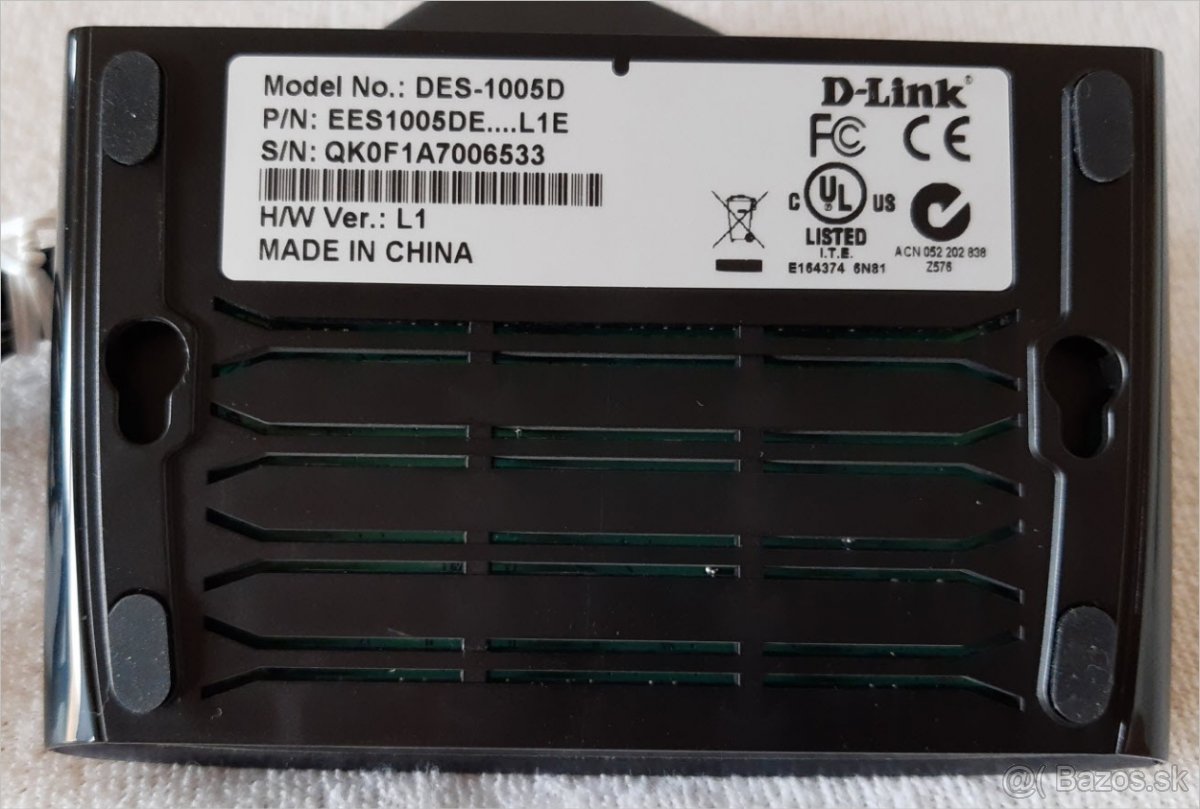 Model No.: DES-1005D
P/N: EES1005DE....L1E
S/N: QK0F1A7006533
H/W Ver.: L1
MADE IN CHINA
D-Link®
FC CE
C UL US
LISTED
I.T.E.
E164374 6N81
ACN 052 202 838
Z576
@( Bazos.sk